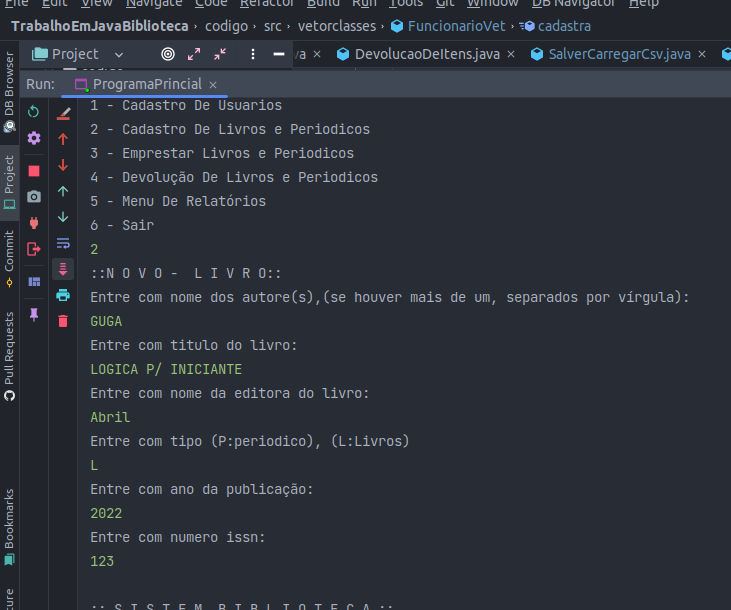 File Edit View Navigate Code Refactor Build Run Tools Git Window DB Navigator Help
TrabalhoEmJavaBiblioteca › codigo › src › vetorclasses › FuncionarioVet › cadastra
Project
va × DevolucaoDeItens.java × SalverCarregarCsv.java ×
Run: ProgramaPrincial ×
1 - Cadastro De Usuarios
2 - Cadastro De Livros e Periodicos
3 - Emprestar Livros e Periodicos
4 - Devolução De Livros e Periodicos
5 - Menu De Relatórios
6 - Sair
2
::N O V O -  L I V R O::
Entre com nome dos autore(s),(se houver mais de um, separados por vírgula):
GUGA
Entre com titulo do livro:
LOGICA P/ INICIANTE
Entre com nome da editora do livro:
Abril
Entre com tipo (P:periodico), (L:Livros)
L
Entre com ano da publicação:
2022
Entre com numero issn:
123
:: S I S T E M  B I B L I O T E C A ::
DB Browser
Project
Commit
Pull Requests
Bookmarks